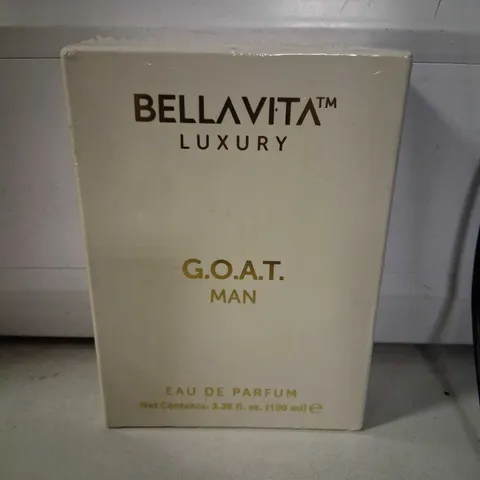 BELLAVITA™
LUXURY
G.O.A.T.
MAN
EAU DE PARFUM
Net Contents: 3.38 fl. oz. (100 ml) ℮